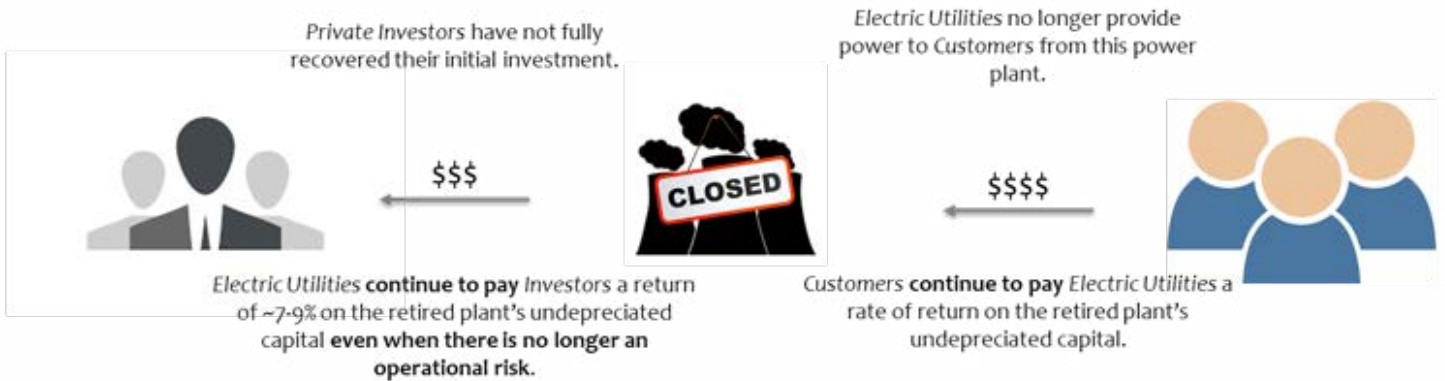 Private Investors have not fully
recovered their initial investment.
Electric Utilities no longer provide
power to Customers from this power
plant.
$$$
CLOSED
$$$$
Electric Utilities continue to pay Investors a return
of ~7-9% on the retired plant's undepreciated
capital even when there is no longer an
operational risk.
Customers continue to pay Electric Utilities a
rate of return on the retired plant's
undepreciated capital.